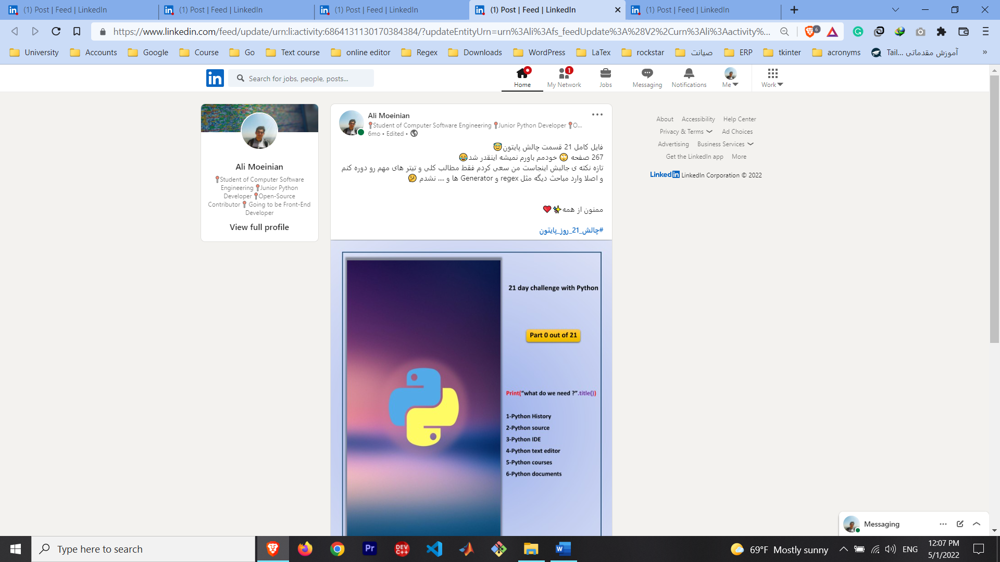 (1) Post | Feed | LinkedIn
(1) Post | Feed | LinkedIn
(1) Post | Feed | LinkedIn
(1) Post | Feed | LinkedIn
(1) Post | Feed | LinkedIn
https://www.linkedin.com/feed/update/urn:li:activity:6864131130170384384/?updateEntityUrn=urn%3Ali%3Afs_feedUpdate%3A%28V2%2Curn%3Ali%3Aactivity%...
6
University
Accounts
Google
Course
Go
Text course
online editor
Regex
Downloads
WordPress
LaTex
rockstar
صیانت
ERP
tkinter
acronyms
آموزش مقدماتی Tail...
»
in
Search for jobs, people, posts...
Home
1
My Network
Jobs
Messaging
Notifications
Me
Work
Ali Moeinian
📍Student of Computer Software
Engineering 📍Junior Python
Developer 📍Open-Source
Contributor 📍 Going to be Front-End
Developer
View full profile
Ali Moeinian
📍Student of Computer Software Engineering 📍Junior Python Developer 📍O...
6mo • Edited •
فایل کامل 21 قسمت چالش پایتون😇
267 صفحه 🙄 خودمم باورم نمیشه اینقدر شد😂
تازه نکته ی جالبش اینجاست من سعی کردم فقط مطالب کلی و تیتر های مهم رو دوره کنم
و اصلا وارد مباحث دیگه مثل regex و Generator ها و .... نشدم 🫤
ممنون از همه✨❤️
#چالش_21_روز_پایتون
21 day challenge with Python
Part 0 out of 21
Print(“what do we need ?”.title())
1-Python History
2-Python source
3-Python IDE
4-Python text editor
5-Python courses
6-Python documents
About
Accessibility
Help Center
Privacy & Terms
Ad Choices
Advertising
Business Services
Get the LinkedIn app
More
LinkedIn LinkedIn Corporation © 2022
Messaging
Type here to search
Pr
DEV
C++
W
69°F Mostly sunny
ENG
12:07 PM
5/1/2022